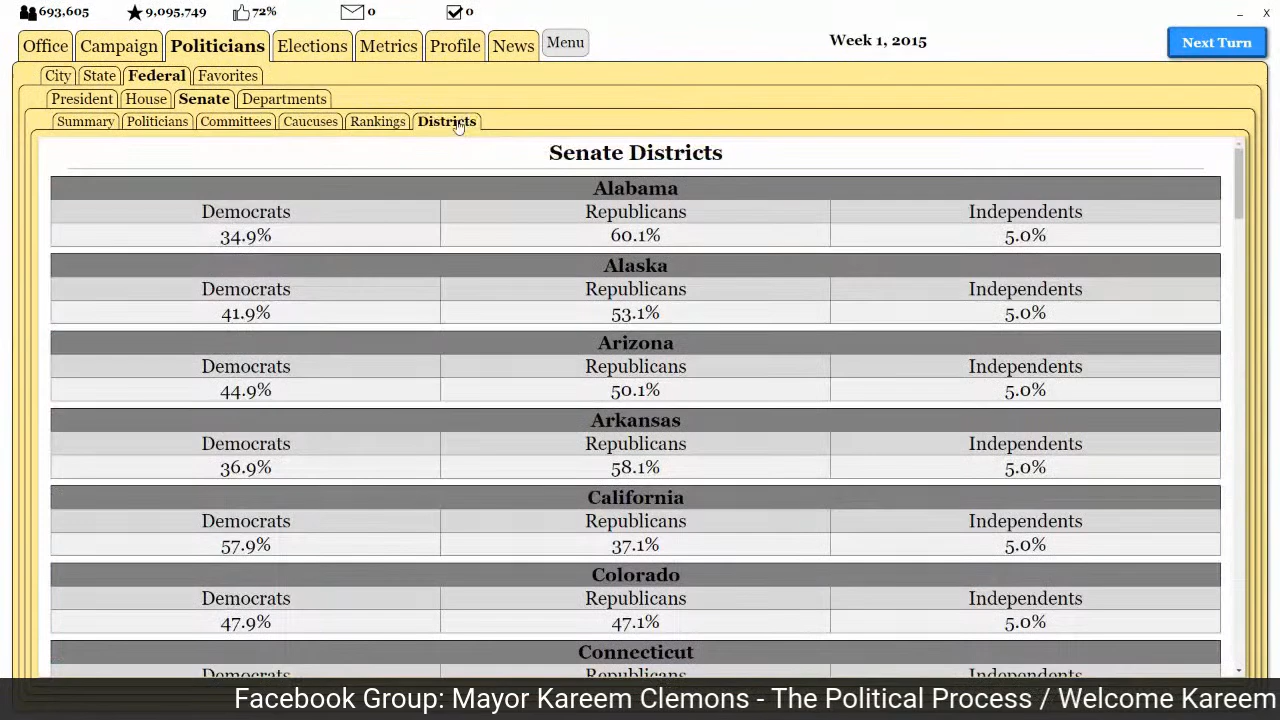 693,605 9,095,749 72% 0 0 _ X
Office Campaign Politicians Elections Metrics Profile News Menu Week 1, 2015 Next Turn
City State Federal Favorites
President House Senate Departments
Summary Politicians Committees Caucuses Rankings Districts
Senate Districts
Alabama
Democrats Republicans Independents
34.9% 60.1% 5.0%
Alaska
Democrats Republicans Independents
41.9% 53.1% 5.0%
Arizona
Democrats Republicans Independents
44.9% 50.1% 5.0%
Arkansas
Democrats Republicans Independents
36.9% 58.1% 5.0%
California
Democrats Republicans Independents
57.9% 37.1% 5.0%
Colorado
Democrats Republicans Independents
47.9% 47.1% 5.0%
Connecticut
Democrats Republicans Independents
Facebook Group: Mayor Kareem Clemons - The Political Process / Welcome Kareem